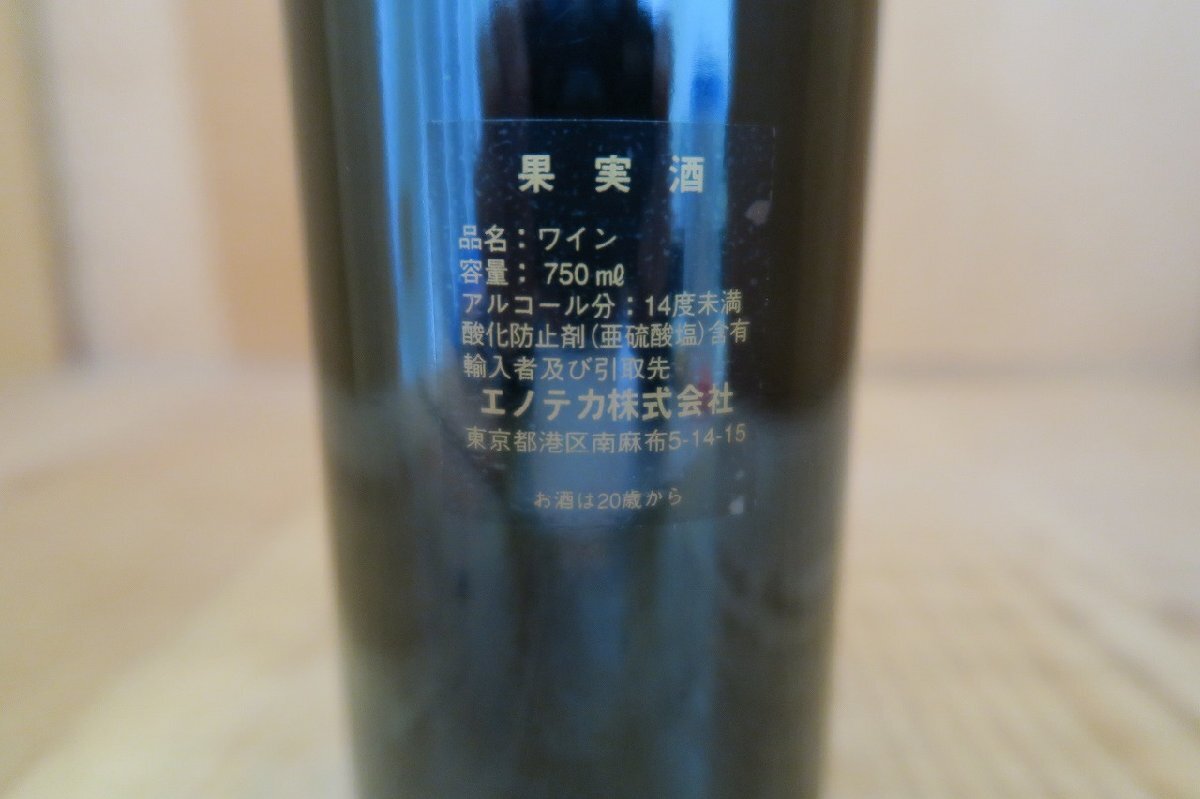 果実酒
品名：ワイン
容量：750㎖
アルコール分：14度未満
酸化防止剤(亜硫酸塩)含有
輸入者及び引取先
エノテカ株式会社
東京都港区南麻布5-14-15
お酒は20歳から